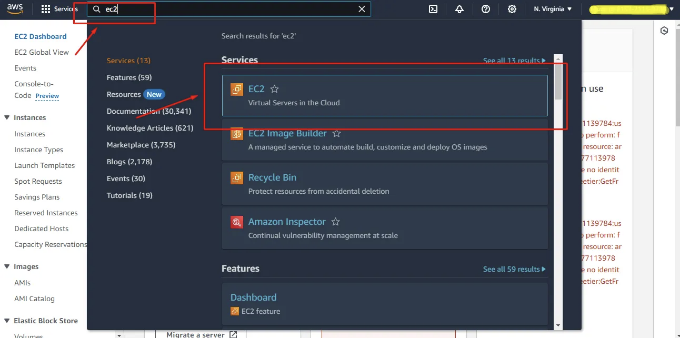 aws
Services
ec2
N. Virginia
EC2 Dashboard
EC2 Global View
Events
Console-to-
Code Preview
Instances
Instances
Instance Types
Launch Templates
Spot Requests
Savings Plans
Reserved Instances
Dedicated Hosts
Capacity Reservations
Images
AMIs
AMI Catalog
Elastic Block Store
Volumes
Services (13)
Features (59)
Resources New
Documentation (30,341)
Knowledge Articles (621)
Marketplace (3,735)
Blogs (2,178)
Events (30)
Tutorials (19)
Search results for 'ec2'
Services
See all 13 results
EC2
Virtual Servers in the Cloud
EC2 Image Builder
A managed service to automate build, customize and deploy OS images
Recycle Bin
Protect resources from accidental deletion
Amazon Inspector
Continual vulnerability management at scale
Features
See all 59 results
Dashboard
EC2 feature
Migrate a server
n use
1139784:us
perform: f
resource: ar
77113978
e no identit
etier:GetFr
1139784:us
perform: f
resource: ar
77113978
e no identit
etier:GetFr